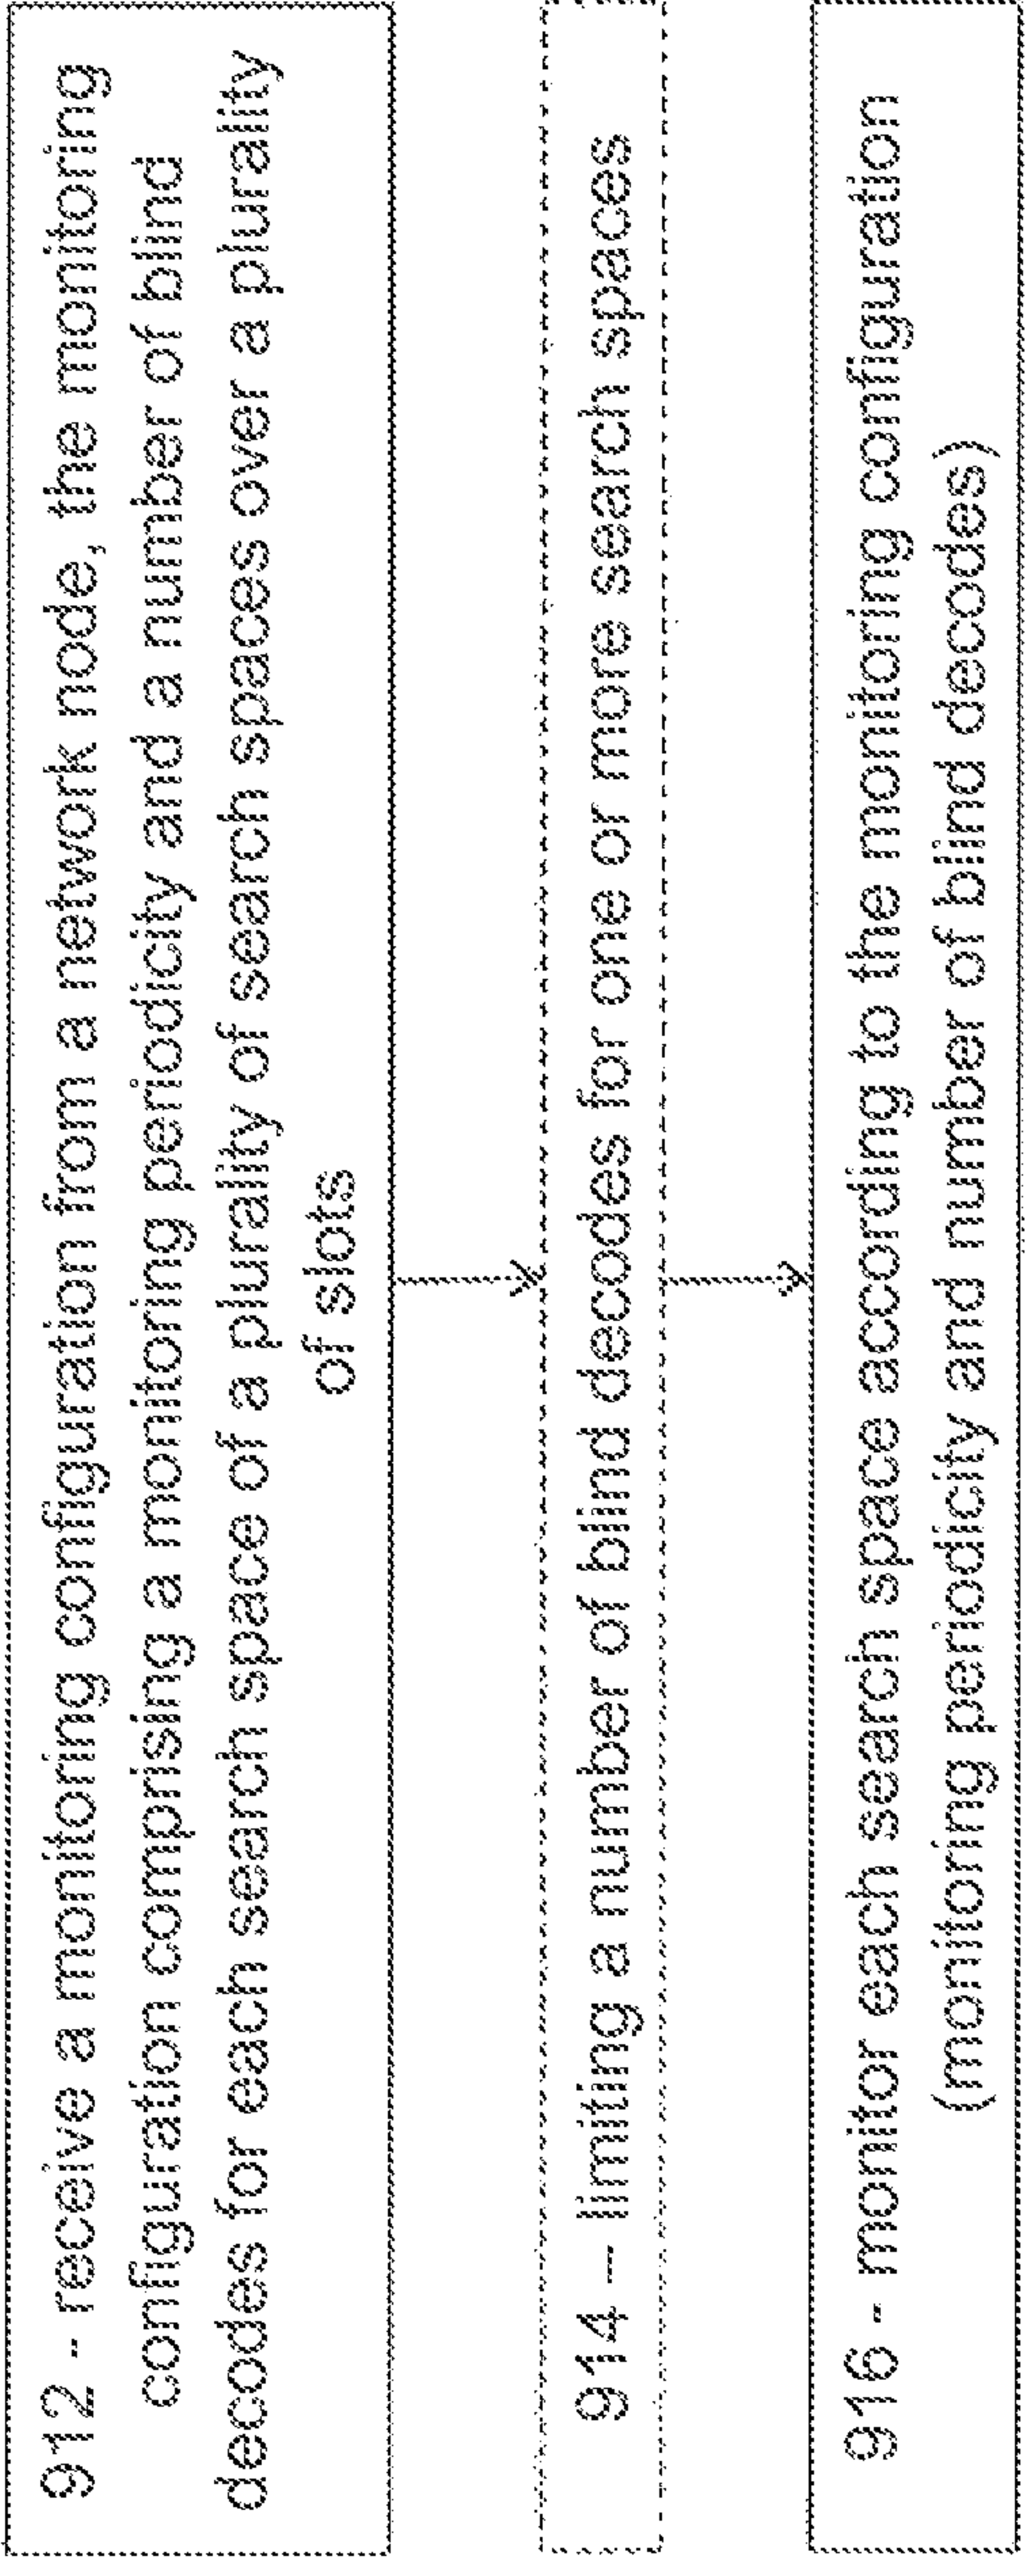 912 - receive a monitoring configuration from a network node, the monitoring
configuration comprising a monitoring periodicity and a number of blind
decodes for each search space of a plurality of search spaces over a plurality
of slots
914 – limiting a number of blind decodes for one or more search spaces
916 - monitor each search space according to the monitoring configuration
(monitoring periodicity and number of blind decodes)